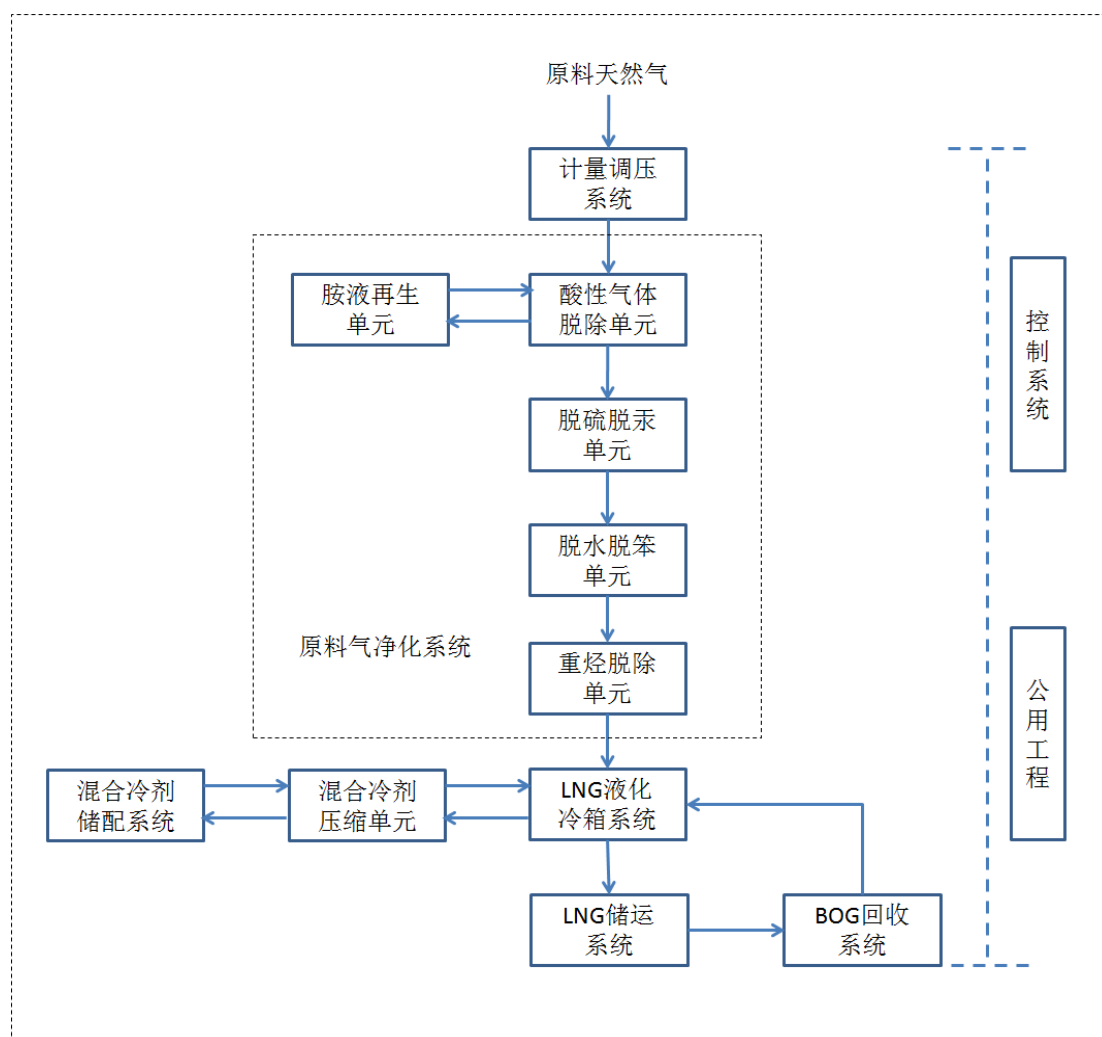 原料天然气
计量调压
系统
胺液再生
单元
酸性气体
脱除单元
脱硫脱汞
单元
脱水脱笨
单元
原料气净化系统
重烃脱除
单元
混合冷剂
储配系统
混合冷剂
压缩单元
LNG液化
冷箱系统
LNG储运
系统
BOG回收
系统
控
制
系
统
公
用
工
程